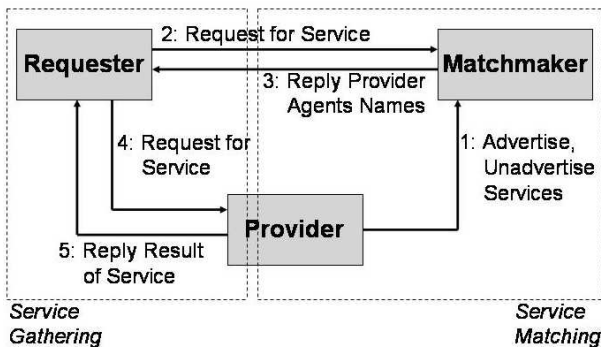 2: Request for Service
Requester
Matchmaker
3: Reply Provider
Agents Names
4: Request for
Service
1: Advertise,
Unadvertise
Services
Provider
5: Reply Result
of Service
Service
Gathering
Service
Matching